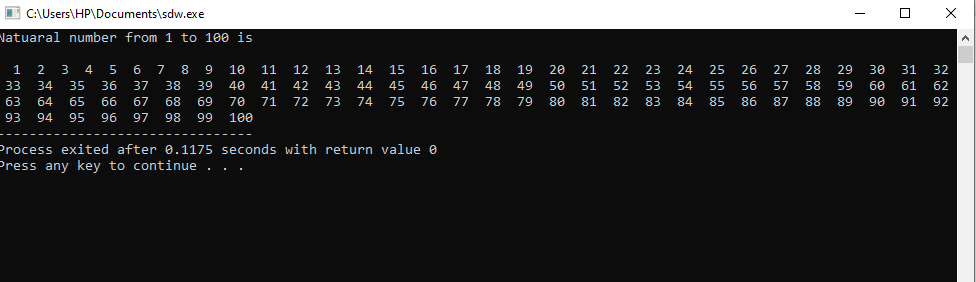 C:\Users\HP\Documents\sdw.exe
Natuaral number from 1 to 100 is
1 2 3 4 5 6 7 8 9 10 11 12 13 14 15 16 17 18 19 20 21 22 23 24 25 26 27 28 29 30 31 32
33 34 35 36 37 38 39 40 41 42 43 44 45 46 47 48 49 50 51 52 53 54 55 56 57 58 59 60 61 62
63 64 65 66 67 68 69 70 71 72 73 74 75 76 77 78 79 80 81 82 83 84 85 86 87 88 89 90 91 92
93 94 95 96 97 98 99 100
--------------------------------
Process exited after 0.1175 seconds with return value 0
Press any key to continue . . .